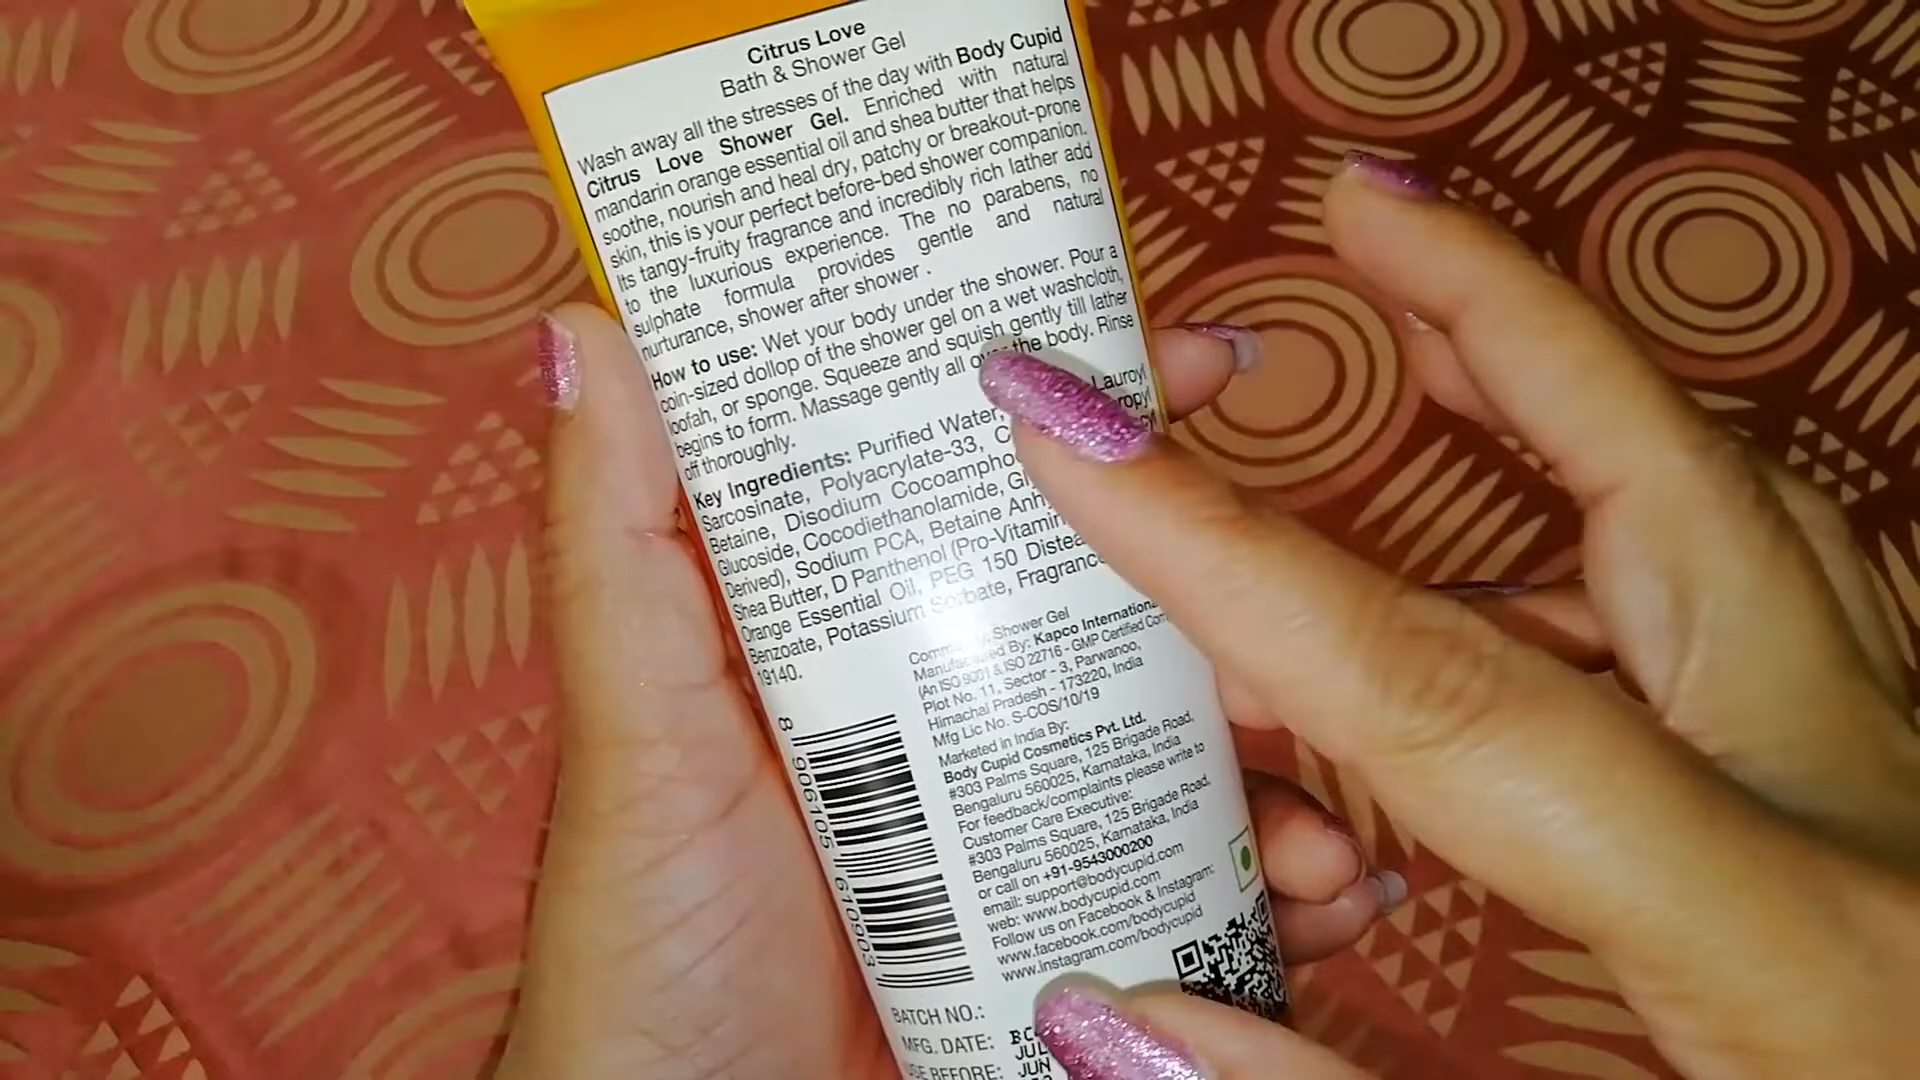 Citrus Love
Bath & Shower Gel
Wash away all the stresses of the day with Body Cupid
Citrus Love Shower Gel. Enriched with natural
mandarin orange essential oil and shea butter that helps
soothe, nourish and heal dry, patchy or breakout-prone
skin, this is your perfect before-bed shower companion.
Its tangy-fruity fragrance and incredibly rich lather add
to the luxurious experience. The no parabens, no
sulphate formula provides gentle and natural
nurturance, shower after shower .
How to use: Wet your body under the shower. Pour a
coin-sized dollop of the shower gel on a wet washcloth,
loofah, or sponge. Squeeze and squish gently till lather
begins to form. Massage gently all over the body. Rinse
off thoroughly.
Key Ingredients: Purified Water, Lauroyl
Sarcosinate, Polyacrylate-33,
Betaine, Disodium
Glucoside, Cocodiethanolamide,
Derived), Sodium PCA, Betaine
Shea Butter, D Panthenol (Pro-Vitamin
Orange Essential Oil, PEG 150
Benzoate, Potassium Sorbate, Fragrance
19140.
Shower Gel
Manufactured By: Kapco International
(An ISO 9001 & ISO 22716 - GMP Certified
Plot No. 11, Sector - 3, Parwanoo,
Himachal Pradesh - 173220, India
Mfg Lic No. S-COS/10/19
Marketed in India By:
Body Cupid Cosmetics Pvt. Ltd.
#303 Palms Square, 125 Brigade Road,
Bengaluru 560025, Karnataka, India
For feedback/complaints please write to
Customer Care Executive:
#303 Palms Square, 125 Brigade Road,
Bengaluru 560025, Karnataka, India
or call on +91-9543000200
email: support@bodycupid.com
web: www.bodycupid.com
Follow us on Facebook & Instagram:
www.facebook.com/bodycupid
www.instagram.com/bodycupid
8 906105 610903
BATCH NO.:
MFG. DATE: JUL
USE BEFORE: JUN